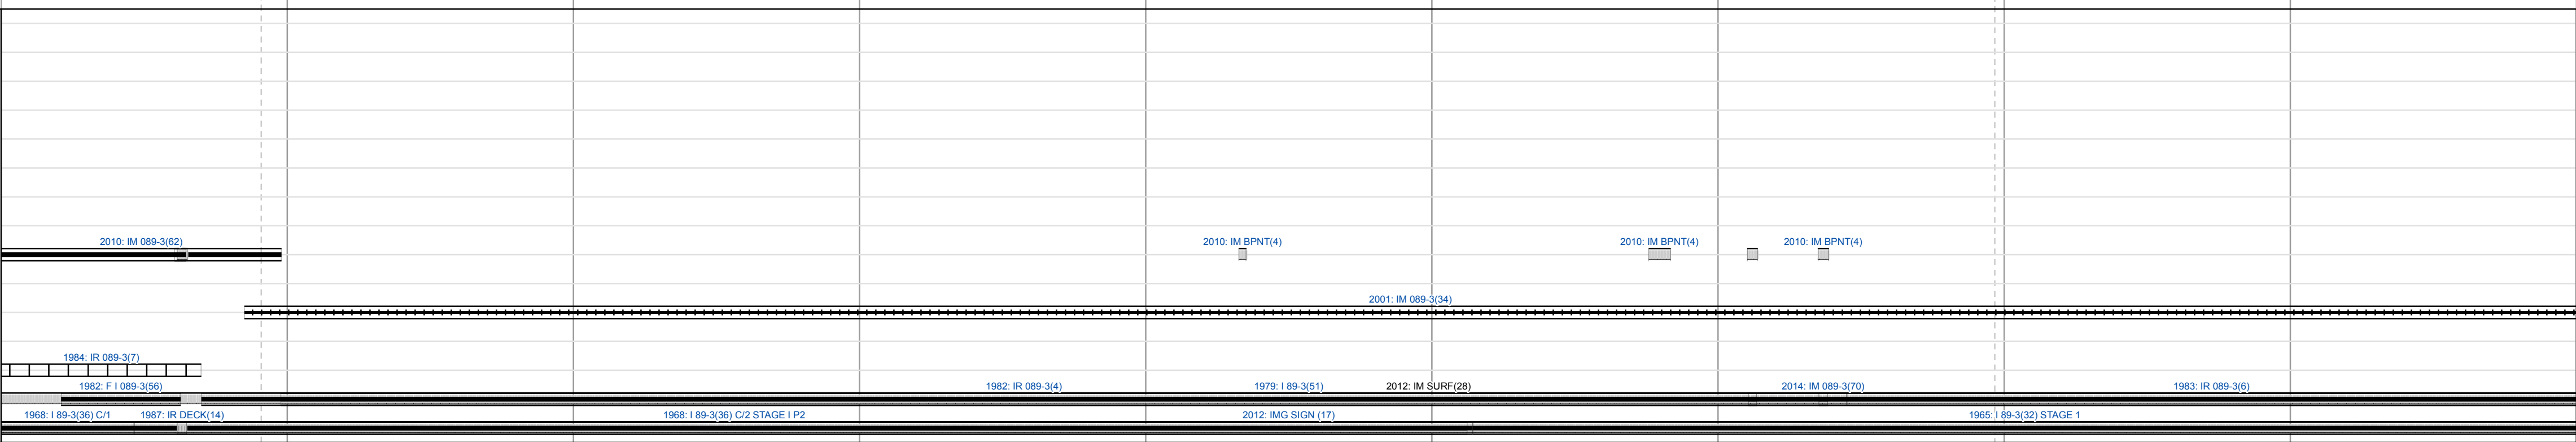 2010: IM 089-3(62)
2010: IM BPNT(4)
2010: IM BPNT(4)
2010: IM BPNT(4)
2001: IM 089-3(34)
1984: IR 089-3(7)
1982: F I 089-3(56)
1982: IR 089-3(4)
1979: I 89-3(51)
2012: IM SURF(28)
2014: IM 089-3(70)
1983: IR 089-3(6)
1968: I 89-3(36) C/1
1987: IR DECK(14)
1968: I 89-3(36) C/2 STAGE I P2
2012: IMG SIGN (17)
1965: I 89-3(32) STAGE 1